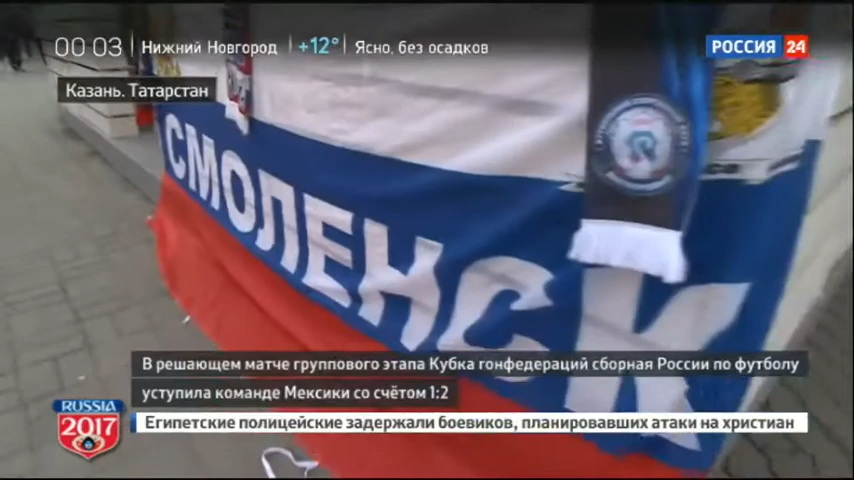 00:03 Нижний Новгород +12° Ясно, без осадков
РОССИЯ 24
Казань. Татарстан
СМОЛЕНСК
В решающем матче группового этапа Кубка гонфедераций сборная России по футболу
уступила команде Мексики со счётом 1:2
RUSSIA
2017
Египетские полицейские задержали боевиков, планировавших атаки на христиан